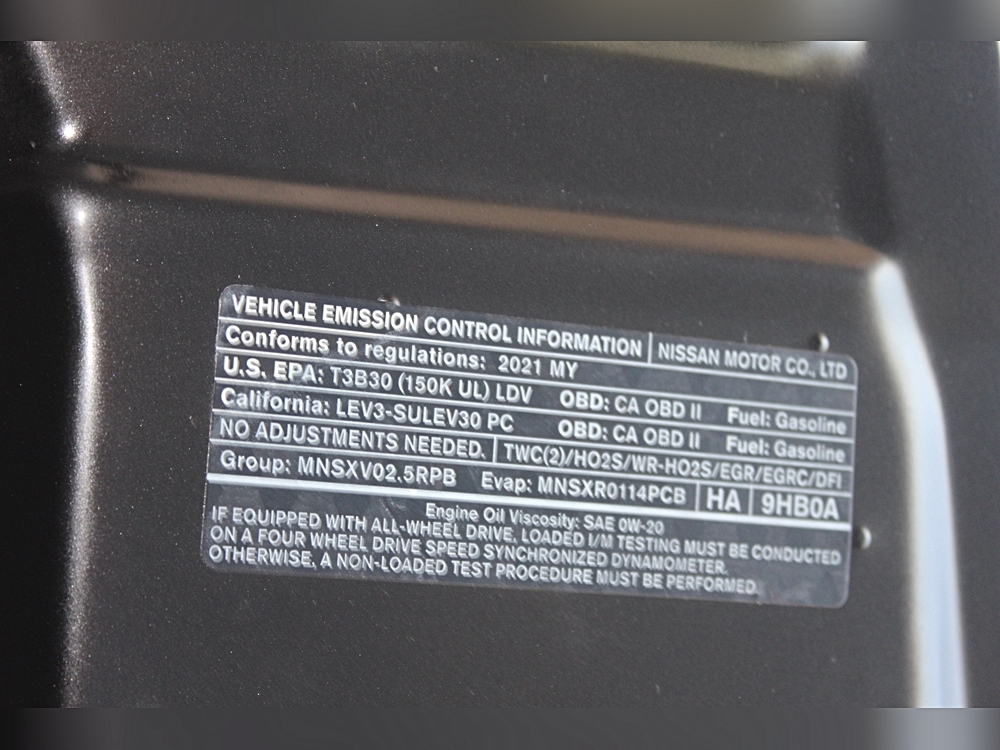 VEHICLE EMISSION CONTROL INFORMATION NISSAN MOTOR CO., LTD
Conforms to regulations: 2021 MY
U.S. EPA: T3B30 (150K UL) LDV OBD: CA OBD II Fuel: Gasoline
California: LEV3-SULEV30 PC OBD: CA OBD II Fuel: Gasoline
NO ADJUSTMENTS NEEDED. TWC(2)/HO2S/WR-HO2S/EGR/EGRC/DFI
Group: MNSXV02.5RPB Evap: MNSXR0114PCB HA 9HB0A
Engine Oil Viscosity: SAE 0W-20
IF EQUIPPED WITH ALL-WHEEL DRIVE, LOADED I/M TESTING MUST BE CONDUCTED
ON A FOUR WHEEL DRIVE SPEED SYNCHRONIZED DYNAMOMETER.
OTHERWISE, A NON-LOADED TEST PROCEDURE MUST BE PERFORMED.